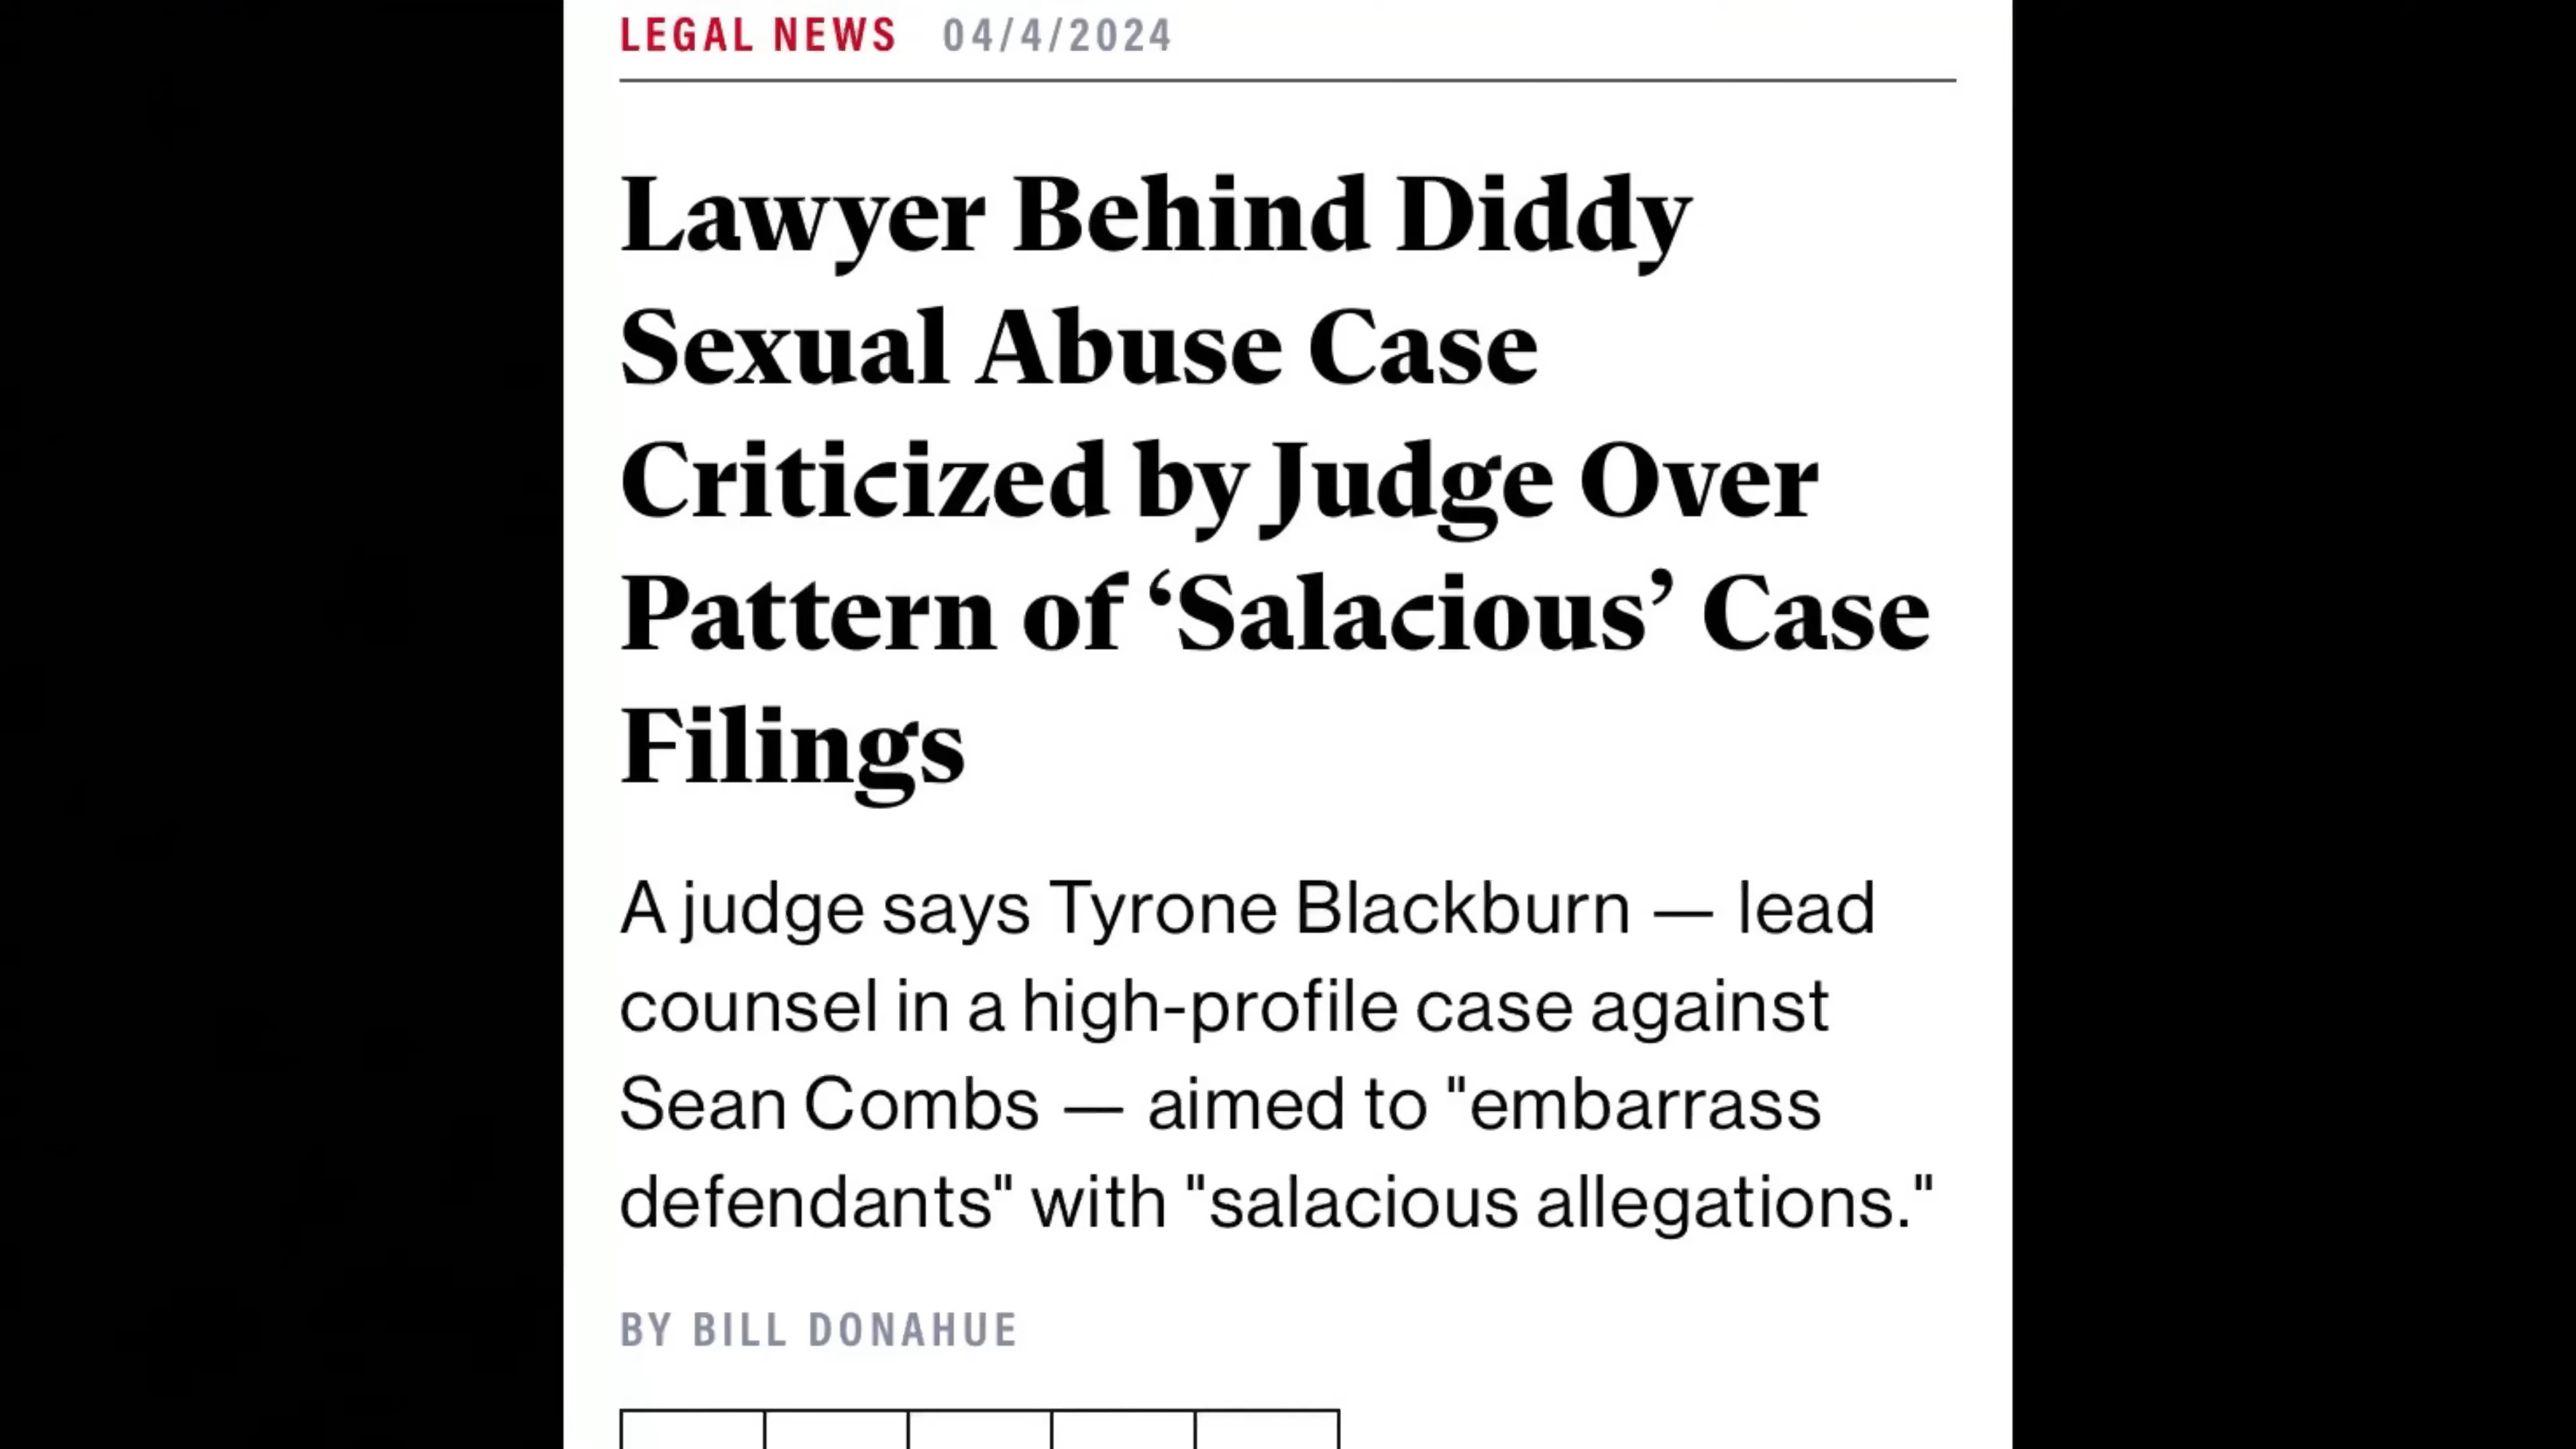 LEGAL NEWS 04/4/2024
Lawyer Behind Diddy
Sexual Abuse Case
Criticized by Judge Over
Pattern of ‘Salacious’ Case
Filings
A judge says Tyrone Blackburn — lead
counsel in a high-profile case against
Sean Combs — aimed to "embarrass
defendants" with "salacious allegations."
BY BILL DONAHUE